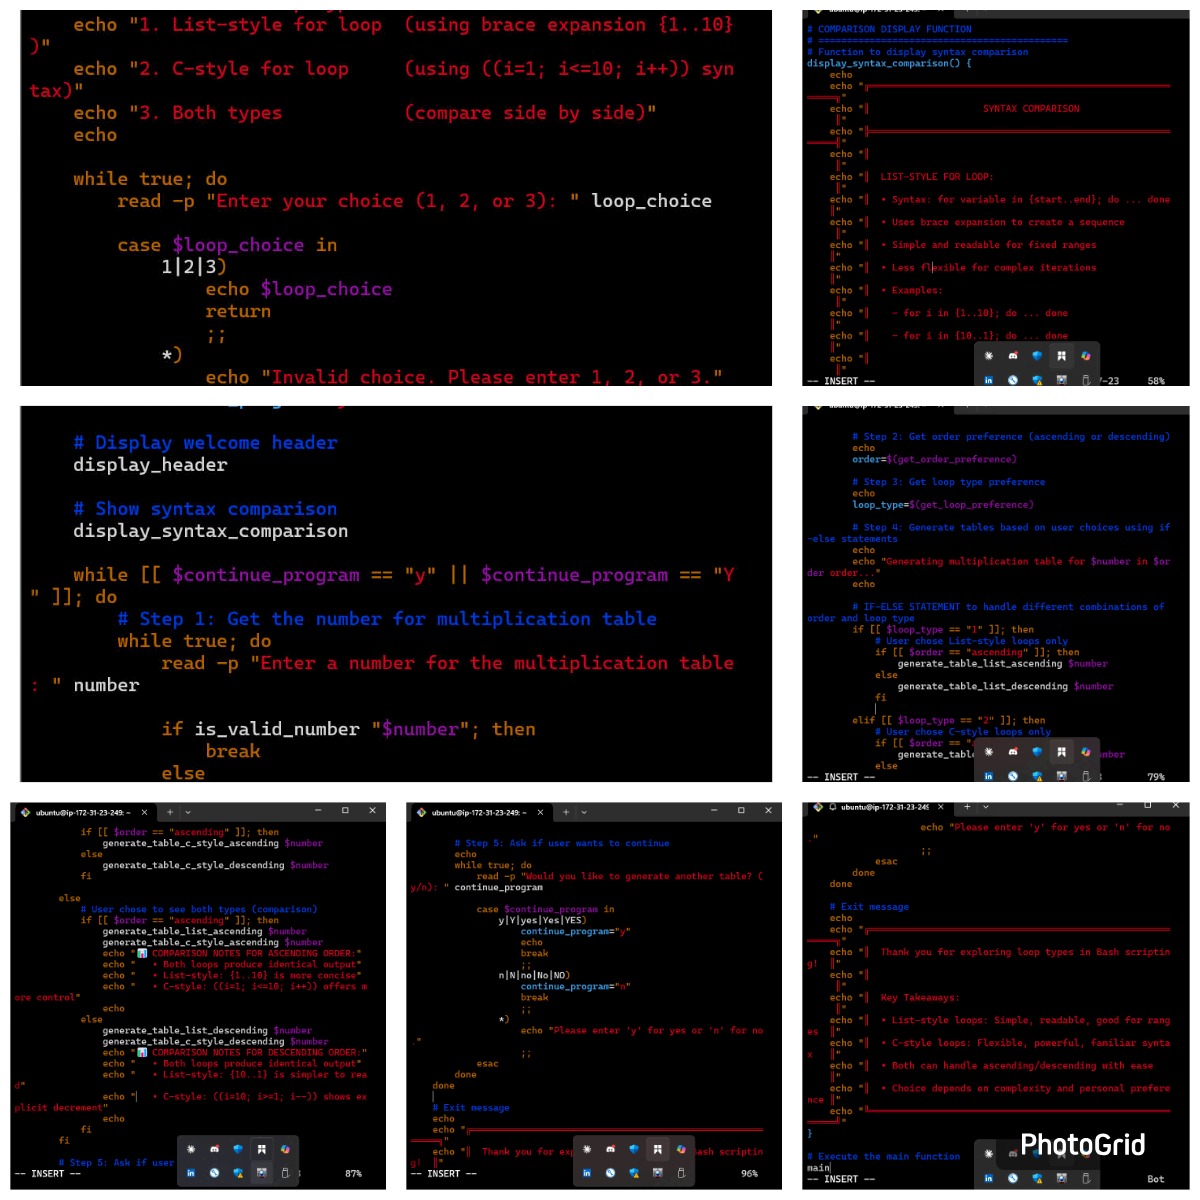 echo "1. List-style for loop  (using brace expansion {1..10}
)"
echo "2. C-style for loop     (using ((i=1; i<=10; i++)) syn
tax)"
echo "3. Both types           (compare side by side)"
echo
while true; do
read -p "Enter your choice (1, 2, or 3): " loop_choice
case $loop_choice in
1|2|3)
echo $loop_choice
return
;;
*)
echo "Invalid choice. Please enter 1, 2, or 3."
# COMPARISON DISPLAY FUNCTION
# Function to display syntax comparison
display_syntax_comparison() {
echo
echo "╔═══
═══╗"
echo "║ SYNTAX COMPARISON
║"
echo "╠═══
═══╣"
echo "║
║"
echo "║ LIST-STYLE FOR LOOP:
║"
echo "║ • Syntax: for variable in {start..end}; do ... done
║"
echo "║ • Uses brace expansion to create a sequence
║"
echo "║ • Simple and readable for fixed ranges
║"
echo "║ • Less flexible for complex iterations
║"
echo "║ • Examples:
║"
echo "║   - for i in {1..10}; do ... done
║"
echo "║   - for i in {10..1}; do ... done
║"
echo "║
-- INSERT --
58%
# Display welcome header
display_header
# Show syntax comparison
display_syntax_comparison
while [[ $continue_program == "y" || $continue_program == "Y
" ]]; do
# Step 1: Get the number for multiplication table
while true; do
read -p "Enter a number for the multiplication table
: " number
if is_valid_number "$number"; then
break
else
# Step 2: Get order preference (ascending or descending)
echo
order=$(get_order_preference)
# Step 3: Get loop type preference
echo
loop_type=$(get_loop_preference)
# Step 4: Generate tables based on user choices using if
-else statements
echo
echo "Generating multiplication table for $number in $or
der order..."
echo
# IF-ELSE STATEMENT to handle different combinations of
order and loop type
if [[ $loop_type == "1" ]]; then
# User chose List-style loops only
if [[ $order == "ascending" ]]; then
generate_table_list_ascending $number
else
generate_table_list_descending $number
fi
elif [[ $loop_type == "2" ]]; then
# User chose C-style loops only
if [[ $order ==
else
-- INSERT --
79%
ubuntu@ip-172-31-23-249: ~
if [[ $order == "ascending" ]]; then
generate_table_c_style_ascending $number
else
generate_table_c_style_descending $number
fi
else
# User chose to see both types (comparison)
if [[ $order == "ascending" ]]; then
generate_table_list_ascending $number
generate_table_c_style_ascending $number
echo "📊 COMPARISON NOTES FOR ASCENDING ORDER:"
echo "   • Both loops produce identical output"
echo "   • List-style: {1..10} is more concise"
echo "   • C-style: ((i=1; i<=10; i++)) offers m
ore control"
echo
else
generate_table_list_descending $number
generate_table_c_style_descending $number
echo "📊 COMPARISON NOTES FOR DESCENDING ORDER:"
echo "   • Both loops produce identical output"
echo "   • List-style: {10..1} is simpler to rea
d"
echo "   • C-style: ((i=10; i>=1; i--)) shows ex
plicit decrement"
echo
fi
fi
# Step 5: Ask if user
-- INSERT --
87%
ubuntu@ip-172-31-23-249: ~
# Step 5: Ask if user wants to continue
echo
while true; do
read -p "Would you like to generate another table? (
y/n): " continue_program
case $continue_program in
y|Y|yes|Yes|YES)
continue_program="y"
echo
break
;;
n|N|no|No|NO)
continue_program="n"
break
;;
*)
echo "Please enter 'y' for yes or 'n' for no
."
;;
esac
done
done
# Exit message
echo
echo "╔═══
═══╗"
echo "║  Thank you for
Bash scriptin
g!  ║"
-- INSERT --
96%
ubuntu@ip-172-31-23-249
echo "Please enter 'y' for yes or 'n' for no
."
;;
esac
done
done
# Exit message
echo
echo "╔═══
═══╗"
echo "║  Thank you for exploring loop types in Bash scriptin
g!  ║"
echo "║
║"
echo "║  Key Takeaways:
║"
echo "║  • List-style loops: Simple, readable, good for rang
es  ║"
echo "║  • C-style loops: Flexible, powerful, familiar synta
x   ║"
echo "║  • Both can handle ascending/descending with ease
║"
echo "║  • Choice depends on complexity and personal prefere
nce ║"
echo "╚═══
═══╝"
}
# Execute the main function
main
-- INSERT --
Bot
PhotoGrid